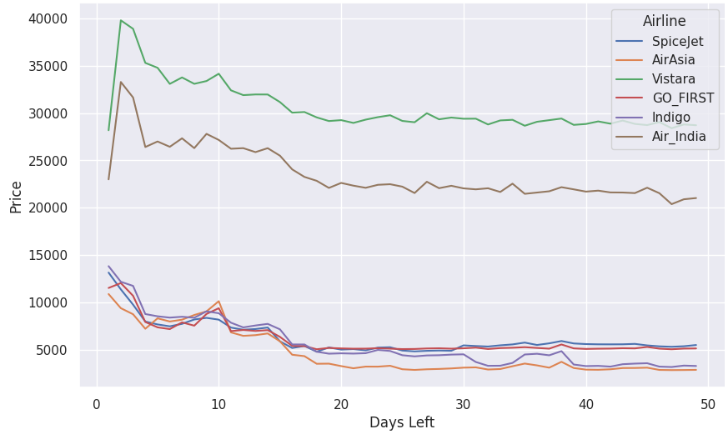 Airline
SpiceJet
AirAsia
Vistara
GO_FIRST
Indigo
Air_India
Price
40000
35000
30000
25000
20000
15000
10000
5000
0 10 20 30 40 50
Days Left